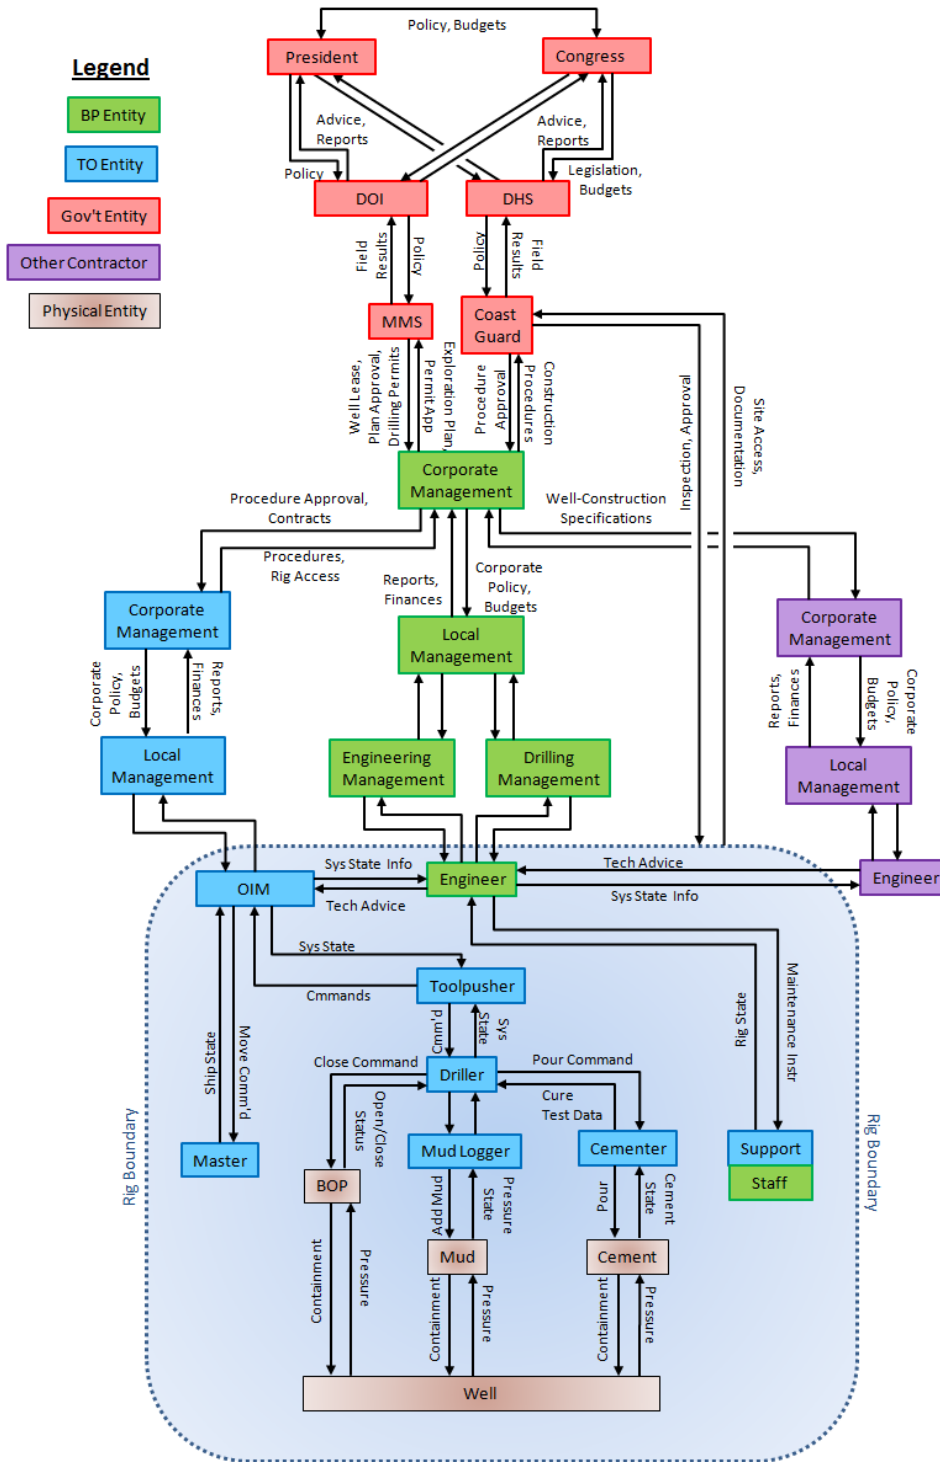 Policy, Budgets
President
Congress
Legend
BP Entity
TO Entity
Gov't Entity
Other Contractor
Physical Entity
Advice,
Reports
Advice,
Reports
Policy
Legislation,
Budgets
DOI
DHS
Field
Results
Policy
Policy
Field
Results
MMS
Coast
Guard
Well Lease,
Plan Approval,
Drilling Permits
Exploration Plan,
Permit App
Procedure
Approval
Construction
Procedures
Inspection, Approval
Site Access,
Documentation
Corporate
Management
Procedure Approval,
Contracts
Well-Construction
Specifications
Procedures,
Rig Access
Reports,
Finances
Corporate
Policy,
Budgets
Corporate
Management
Local
Management
Corporate
Management
Corporate
Policy,
Budgets
Reports,
Finances
Reports,
Finances
Corporate
Policy,
Budgets
Local
Management
Engineering
Management
Drilling
Management
Local
Management
Sys State Info
Engineer
Tech Advice
OIM
Tech Advice
Sys State Info
Engineer
Sys State
Toolpusher
Cmmands
Cmm'd
Sys
State
Ship State
Move Comm'd
Rig State
Maintenance Instr
Close Command
Driller
Pour Command
Open/Close
Status
Cure
Test Data
Rig Boundary
Rig Boundary
Master
Mud Logger
Cementer
Support
Staff
BOP
App Mud
Pressure
State
Pour
Cement
State
Mud
Cement
Containment
Pressure
Containment
Pressure
Containment
Pressure
Well